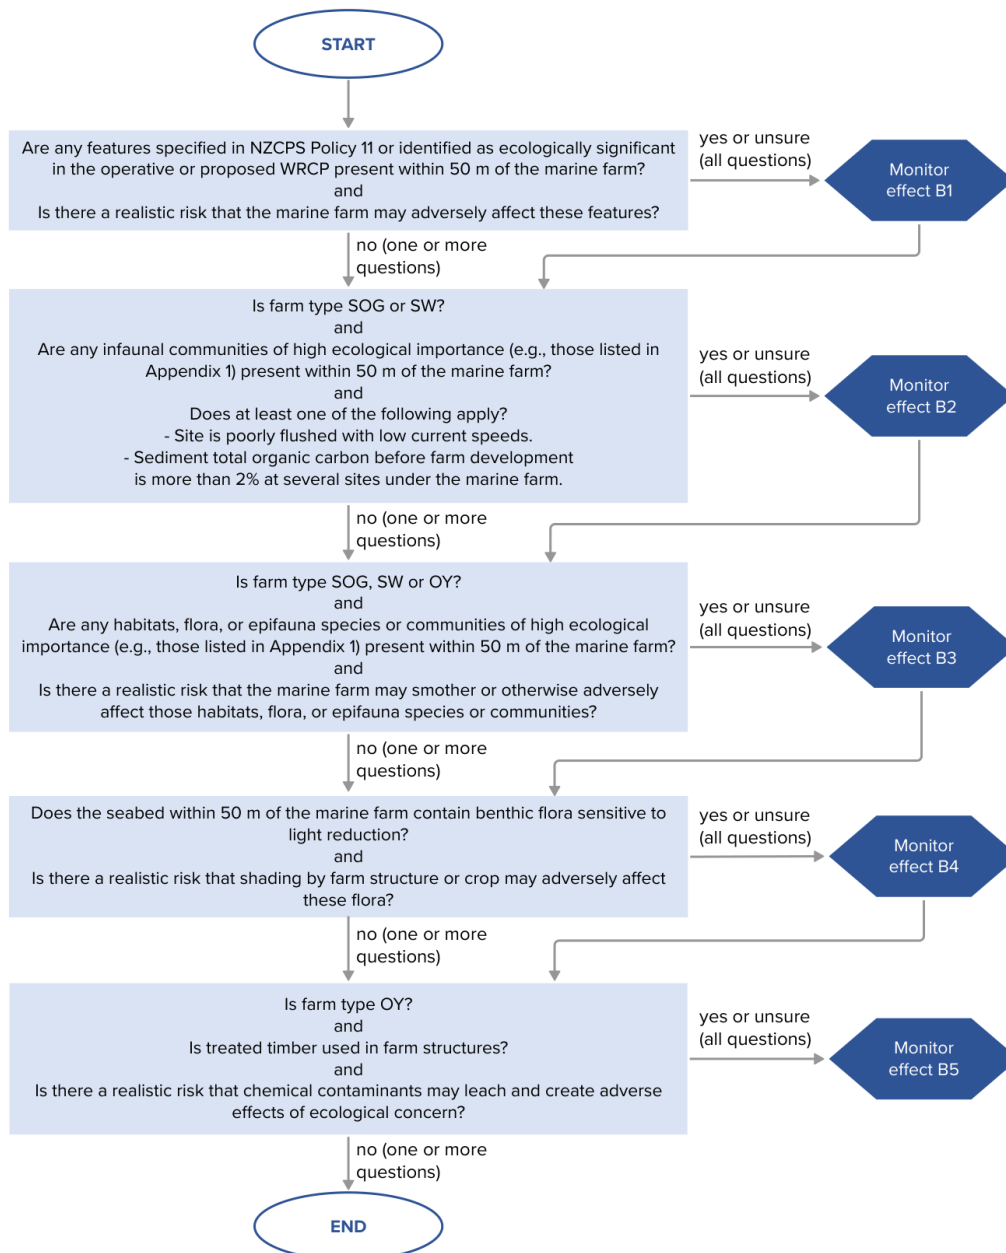 START
Are any features specified in NZCPS Policy 11 or identified as ecologically significant
in the operative or proposed WRCP present within 50 m of the marine farm?
and
Is there a realistic risk that the marine farm may adversely affect these features?
yes or unsure
(all questions)
Monitor
effect B1
no (one or more
questions)
Is farm type SOG or SW?
and
Are any infaunal communities of high ecological importance (e.g., those listed in
Appendix 1) present within 50 m of the marine farm?
and
Does at least one of the following apply?
- Site is poorly flushed with low current speeds.
- Sediment total organic carbon before farm development
is more than 2% at several sites under the marine farm.
yes or unsure
(all questions)
Monitor
effect B2
no (one or more
questions)
Is farm type SOG, SW or OY?
and
Are any habitats, flora, or epifauna species or communities of high ecological
importance (e.g., those listed in Appendix 1) present within 50 m of the marine farm?
and
Is there a realistic risk that the marine farm may smother or otherwise adversely
affect those habitats, flora, or epifauna species or communities?
yes or unsure
(all questions)
Monitor
effect B3
no (one or more
questions)
Does the seabed within 50 m of the marine farm contain benthic flora sensitive to
light reduction?
and
Is there a realistic risk that shading by farm structure or crop may adversely affect
these flora?
yes or unsure
(all questions)
Monitor
effect B4
no (one or more
questions)
Is farm type OY?
and
Is treated timber used in farm structures?
and
Is there a realistic risk that chemical contaminants may leach and create adverse
effects of ecological concern?
yes or unsure
(all questions)
Monitor
effect B5
no (one or more
questions)
END